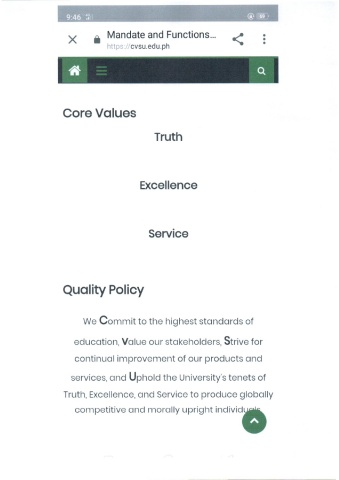 9:46
Mandate and Functions...
https://cvsu.edu.ph
Core Values
Truth
Excellence
Service
Quality Policy
We Commit to the highest standards of
education, Value our stakeholders, Strive for
continual improvement of our products and
services, and Uphold the University's tenets of
Truth, Excellence, and Service to produce globally
competitive and morally upright individuals.